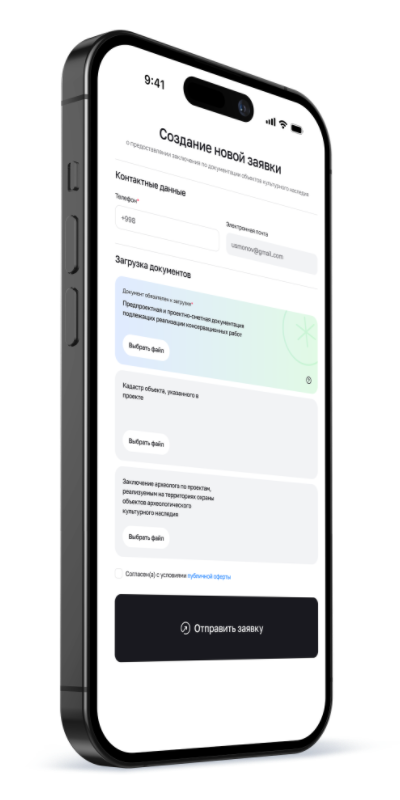 9:41
Создание новой заявки
о предоставлении заключения по документации объектов культурного наследия
Контактные данные
Телефон*
+998
Электронная почта
usmonov@gmail.com
Загрузка документов
Документ обязателен к загрузке*
Предпроектная и проектно-сметная документация
подлежащих реализации консервационных работ
Выбрать файл
Кадастр объекта, указанного в
проекте
Выбрать файл
Заключение археолога по проектам,
реализуемым на территориях охраны
объектов археологического
культурного наследия
Выбрать файл
Согласен(а) с условиями публичной оферты
Отправить заявку